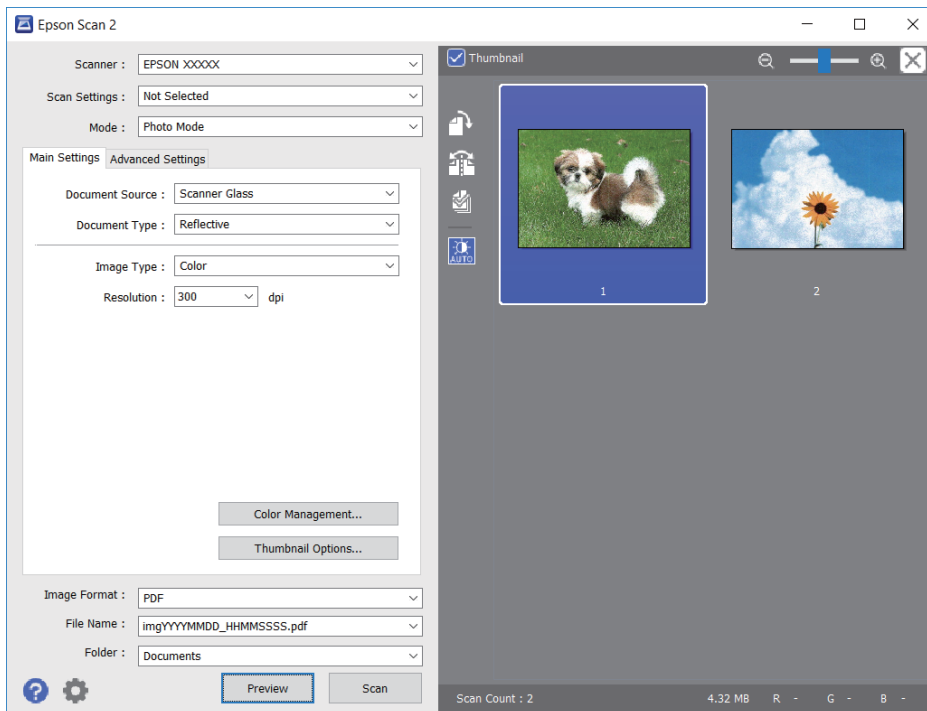 Epson Scan 2
Scanner : EPSON XXXXX
Scan Settings : Not Selected
Mode : Photo Mode
Main Settings Advanced Settings
Document Source : Scanner Glass
Document Type : Reflective
Image Type : Color
Resolution : 300 dpi
Color Management...
Thumbnail Options...
Image Format : PDF
File Name : imgYYYYMMDD_HHMMSSSS.pdf
Folder : Documents
? Preview Scan
Thumbnail
AUTO
1 2
Scan Count : 2 4.32 MB R - G - B -